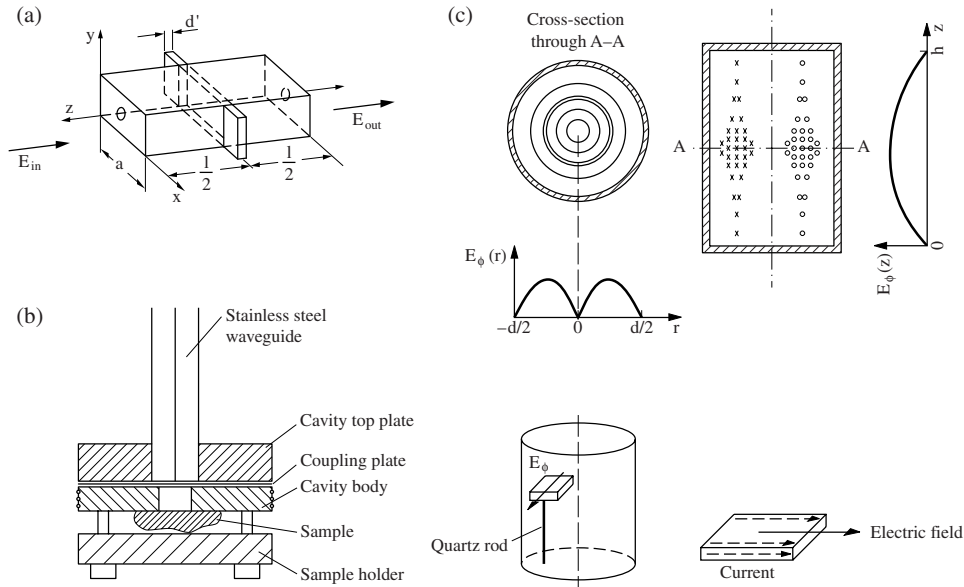 (a)
d'
y
z
E_in
a
x
l/2
l/2
E_out
(b)
Stainless steel
waveguide
Cavity top plate
Coupling plate
Cavity body
Sample
Sample holder
(c)
Cross-section
through A–A
A
A
z
h
0
E_ϕ(z)
E_ϕ(r)
−d/2
0
d/2
r
E_ϕ
Quartz rod
Electric field
Current